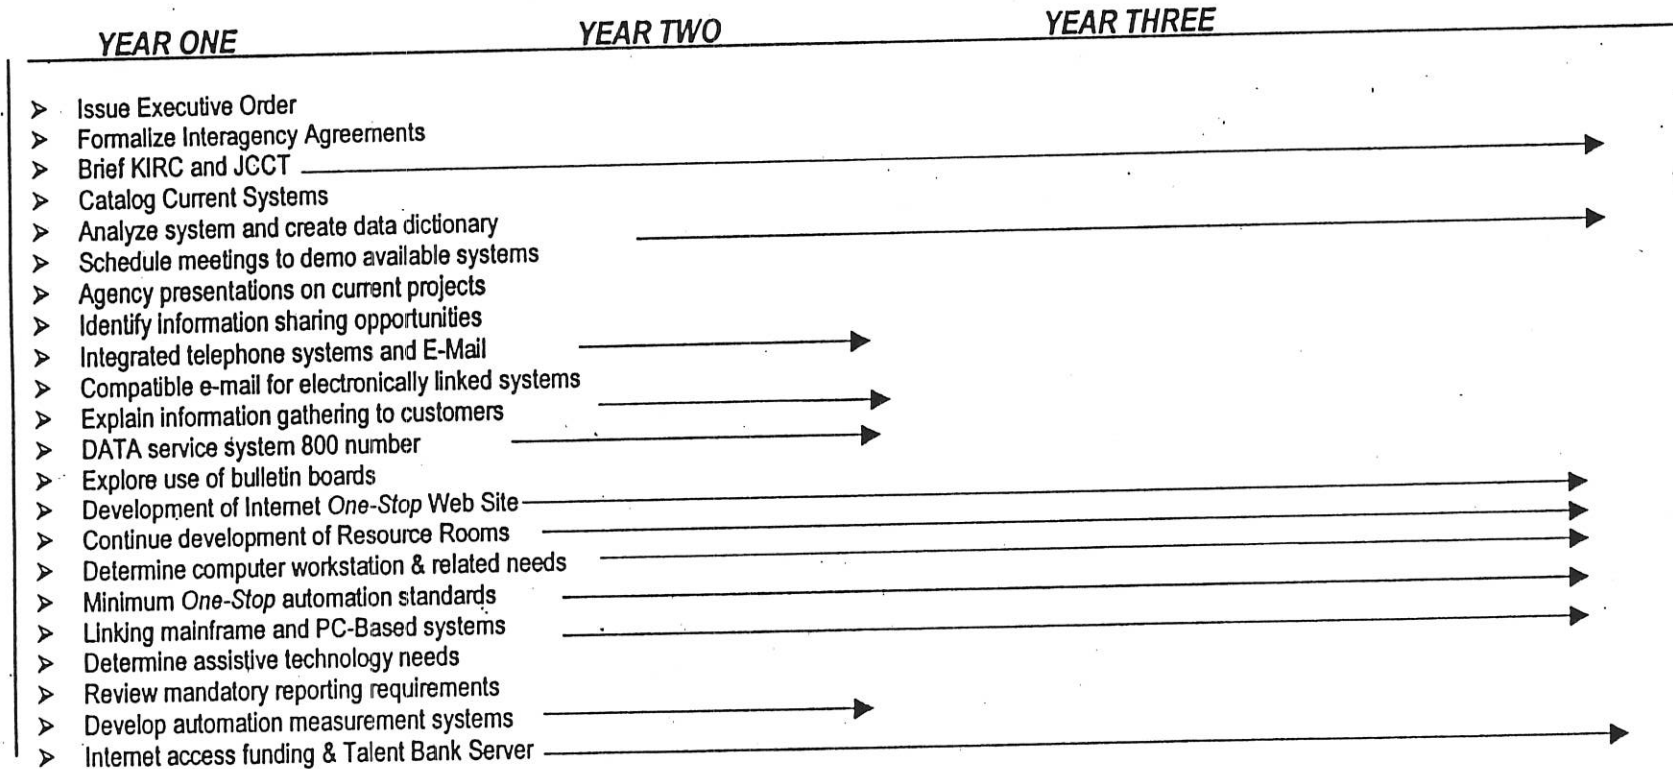 YEAR ONE YEAR TWO YEAR THREE
➤ Issue Executive Order
➤ Formalize Interagency Agreements
➤ Brief KIRC and JCCT
➤ Catalog Current Systems
➤ Analyze system and create data dictionary
➤ Schedule meetings to demo available systems
➤ Agency presentations on current projects
➤ Identify information sharing opportunities
➤ Integrated telephone systems and E-Mail
➤ Compatible e-mail for electronically linked systems
➤ Explain information gathering to customers
➤ DATA service system 800 number
➤ Explore use of bulletin boards
➤ Development of Internet One-Stop Web Site
➤ Continue development of Resource Rooms
➤ Determine computer workstation & related needs
➤ Minimum One-Stop automation standards
➤ Linking mainframe and PC-Based systems
➤ Determine assistive technology needs
➤ Review mandatory reporting requirements
➤ Develop automation measurement systems
➤ Internet access funding & Talent Bank Server